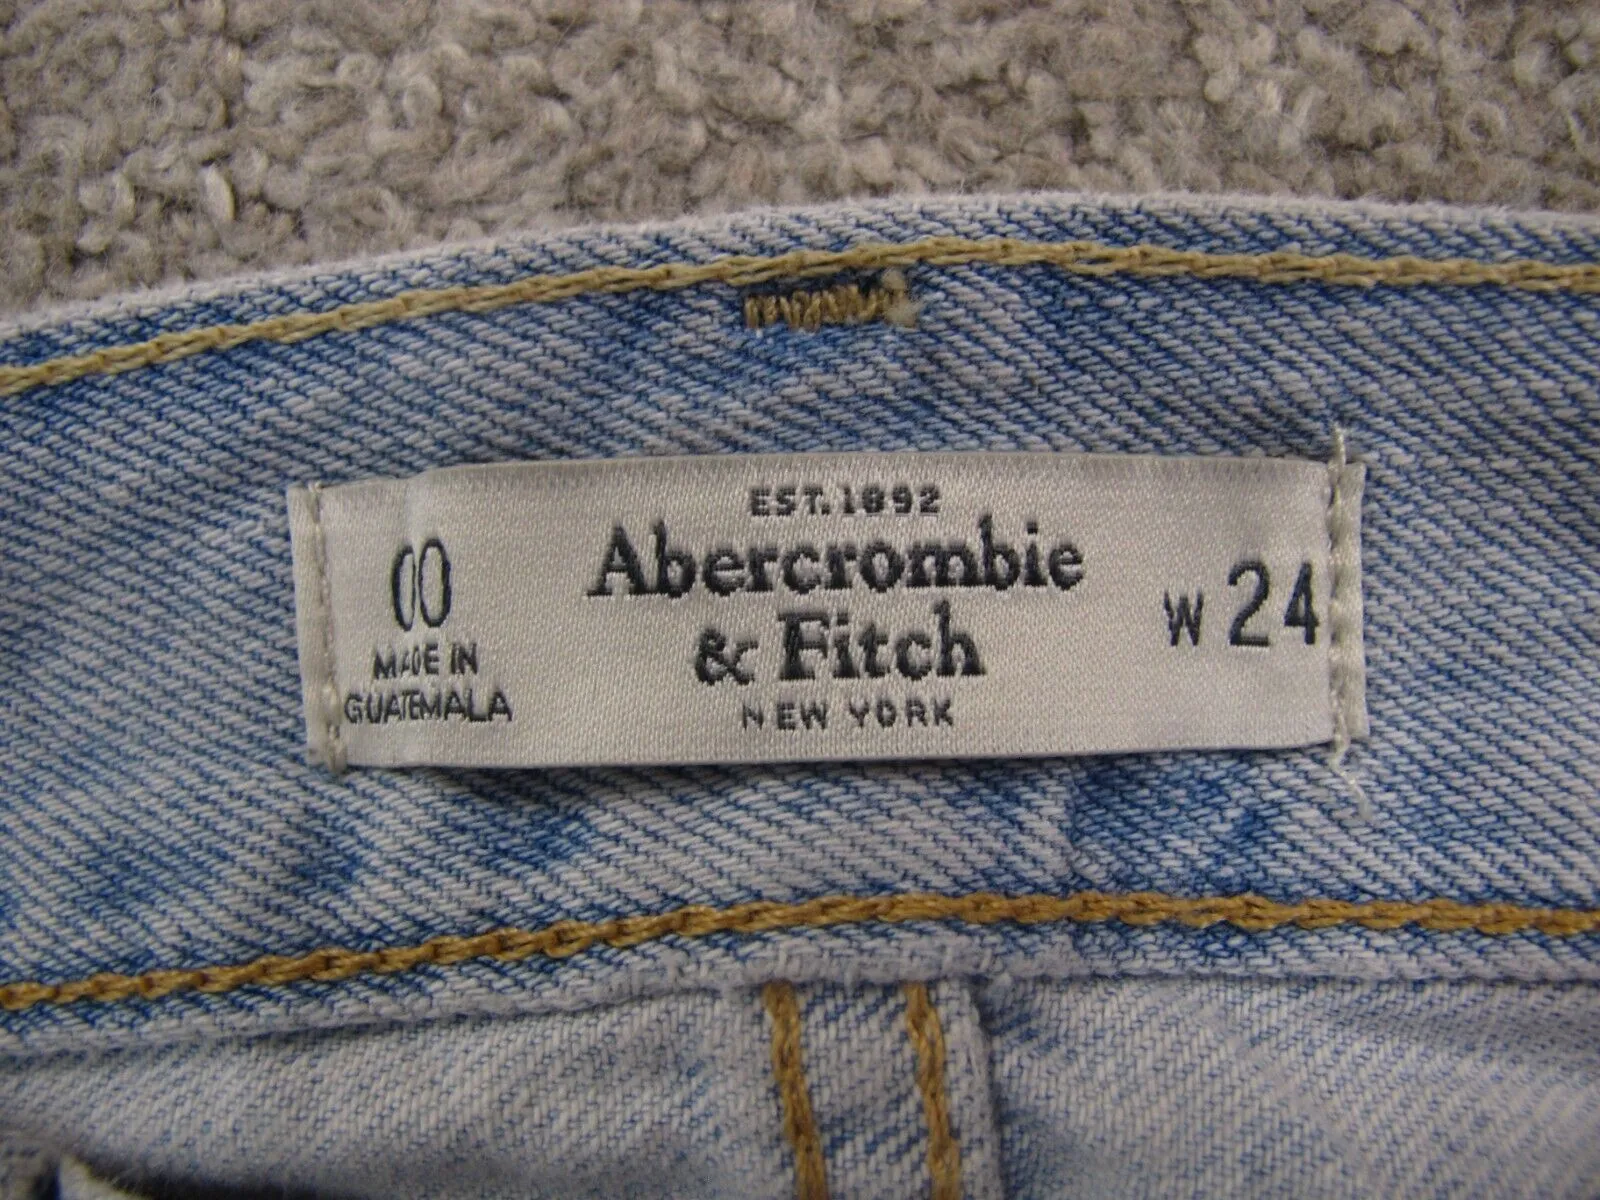 00
MADE IN
GUATEMALA
EST. 1892
Abercrombie
& Fitch
NEW YORK
W 24